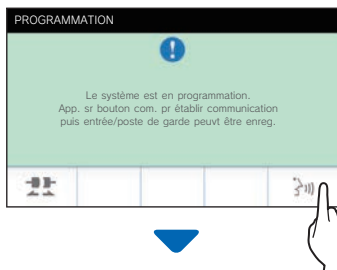 PROGRAMMATION
Le système est en programmation.
App. sr bouton com. pr établir communication
puis entrée/poste de garde peuvt être enreg.